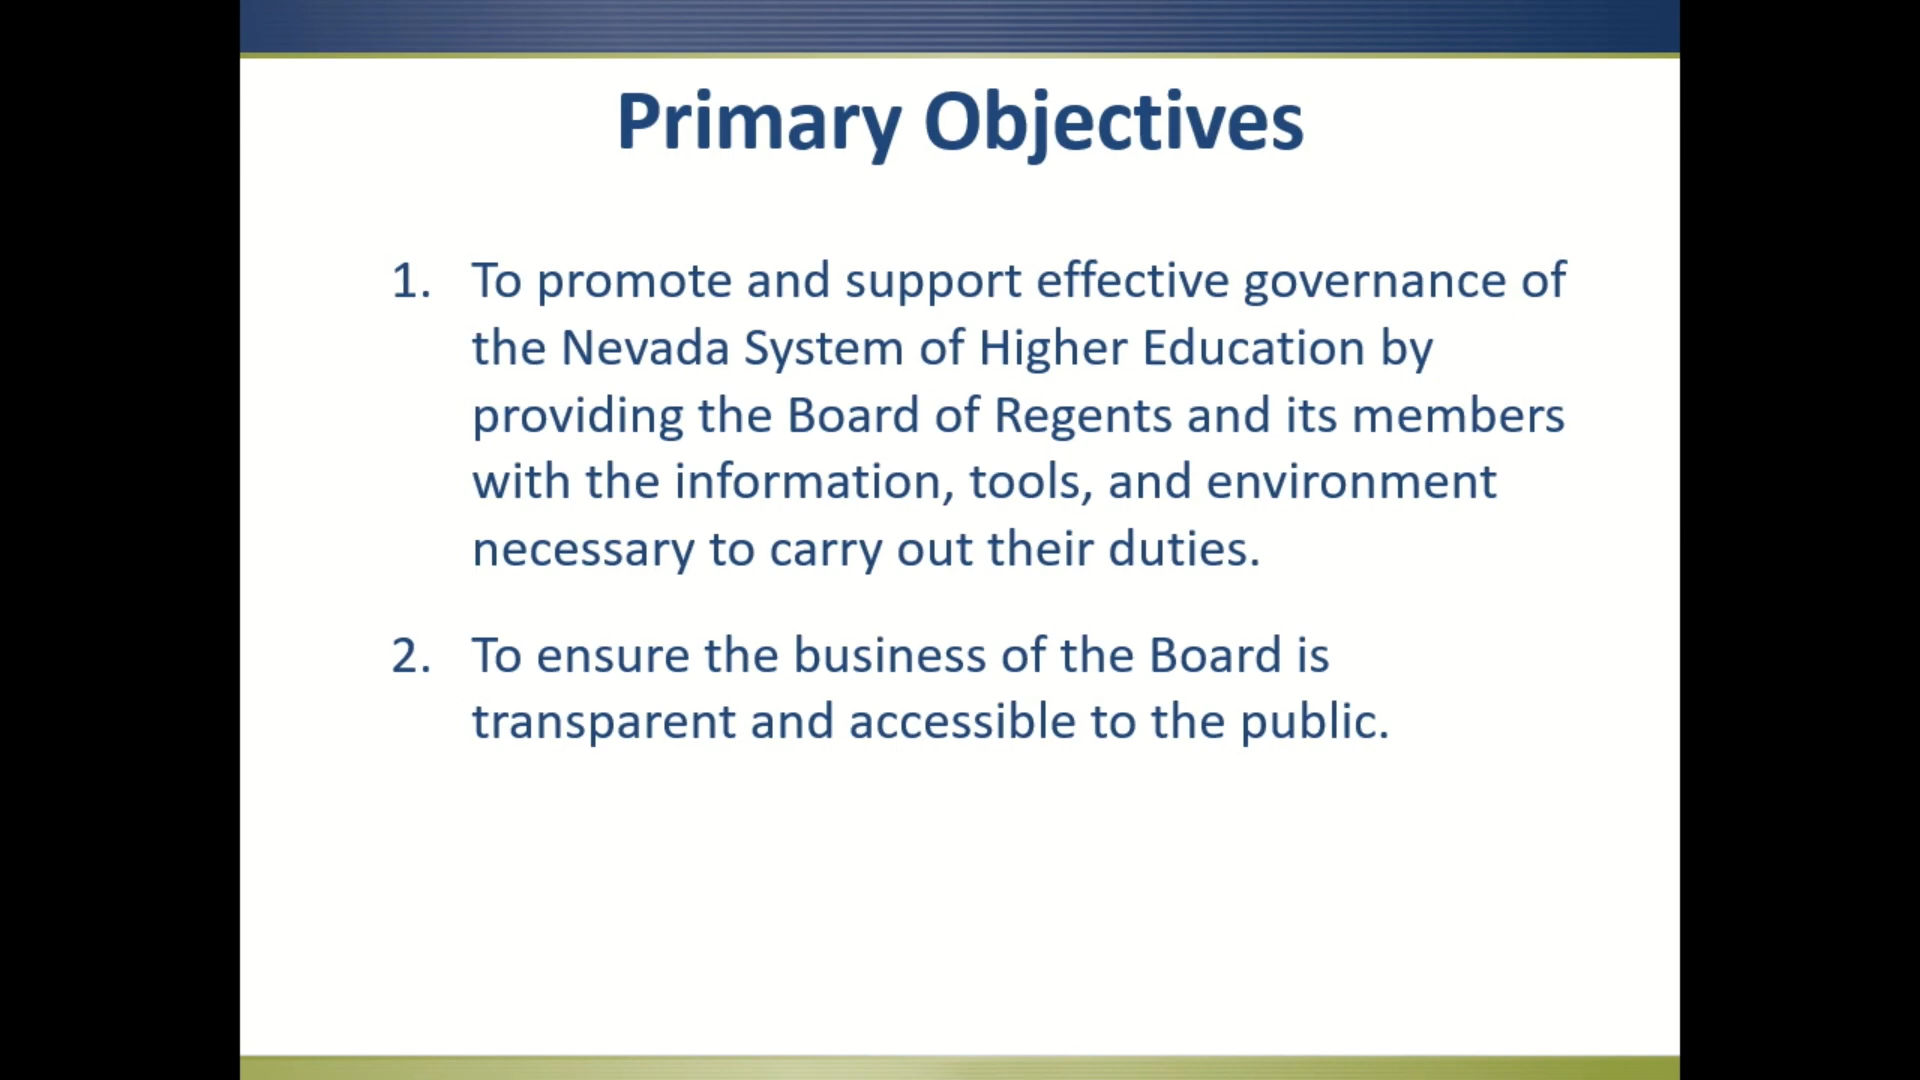 Primary Objectives
1. To promote and support effective governance of
the Nevada System of Higher Education by
providing the Board of Regents and its members
with the information, tools, and environment
necessary to carry out their duties.
2. To ensure the business of the Board is
transparent and accessible to the public.